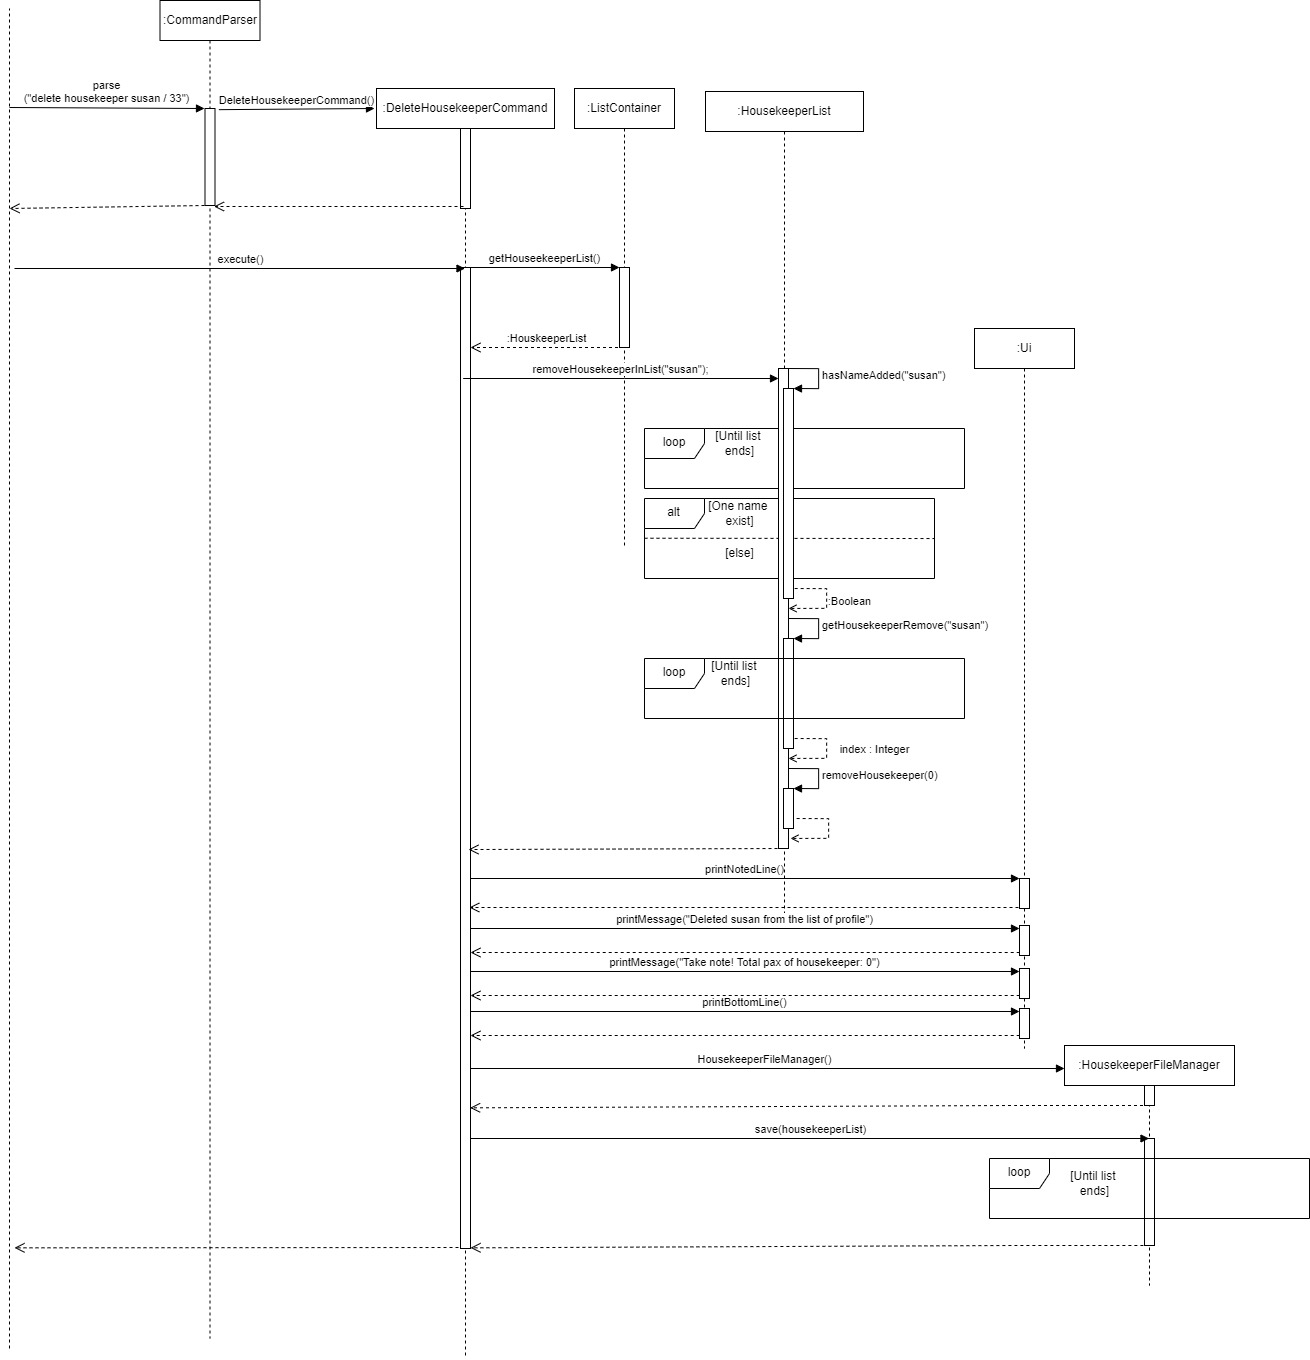 :CommandParser
parse
("delete housekeeper susan / 33")
DeleteHousekeeperCommand()
:DeleteHousekeeperCommand
:ListContainer
:HousekeeperList
execute()
getHouseekeeperList()
:HouskeeperList
:Ui
removeHousekeeperInList("susan");
hasNameAdded("susan")
loop
[Until list
ends]
alt
[One name
exist]
[else]
:Boolean
getHousekeeperRemove("susan")
loop
[Until list
ends]
index : Integer
removeHousekeeper(0)
printNotedLine()
printMessage("Deleted susan from the list of profile")
printMessage("Take note! Total pax of housekeeper: 0")
printBottomLine()
HousekeeperFileManager()
:HousekeeperFileManager
save(housekeeperList)
loop
[Until list
ends]